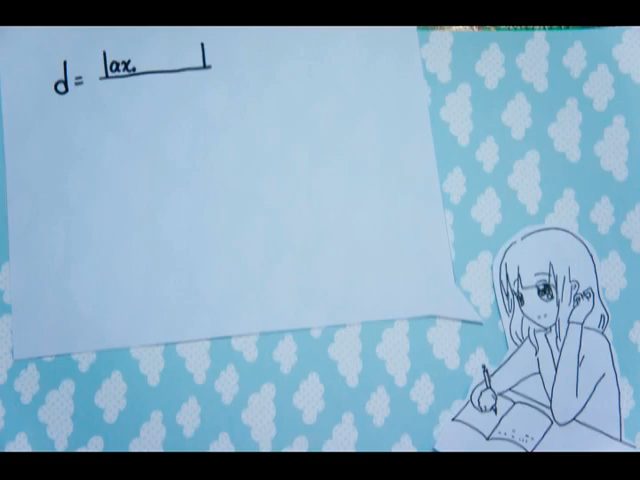 d = |ax. |